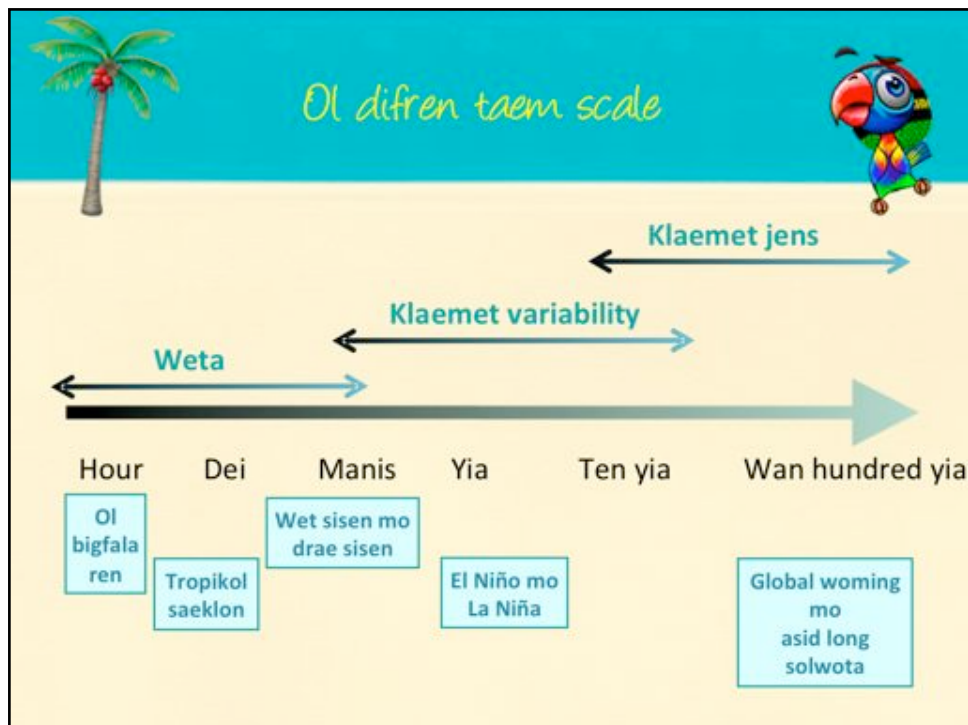 Ol difren taem scale
Klaemet jens
Klaemet variability
Weta
Hour Dei Manis Yia Ten yia Wan hundred yia
Ol
bigfala
ren
Tropikol
saeklon
Wet sisen mo
drae sisen
El Niño mo
La Niña
Global woming
mo
asid long
solwota